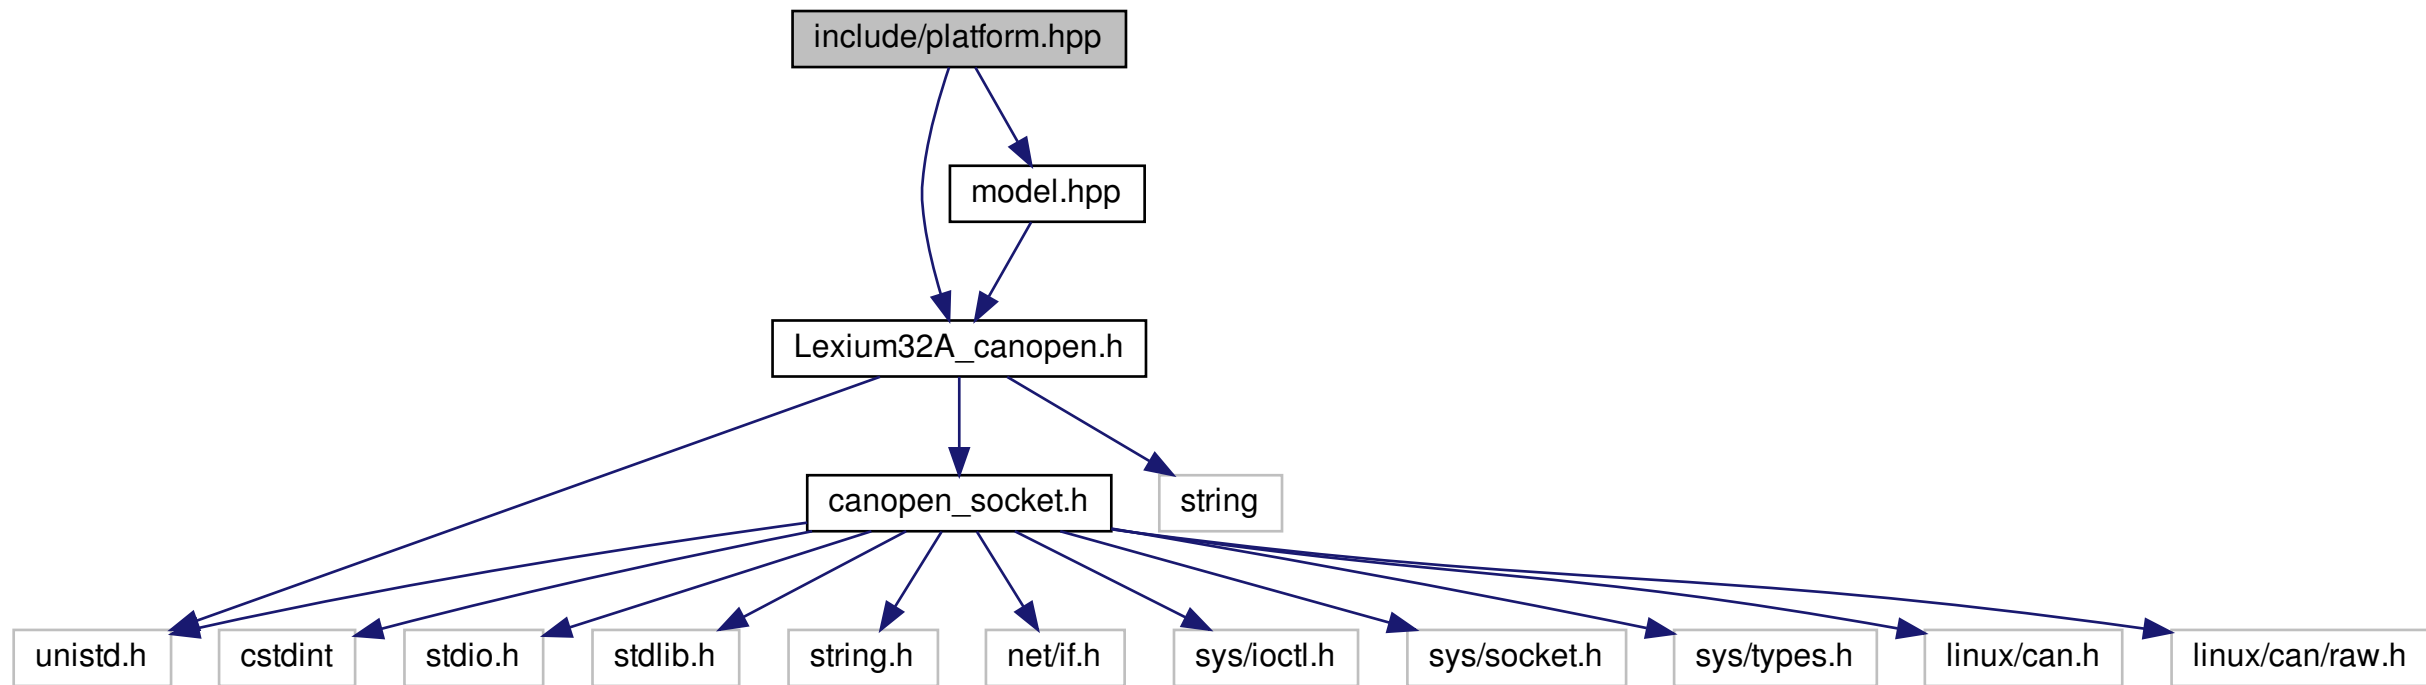 include/platform.hpp
model.hpp
Lexium32A_canopen.h
canopen_socket.h
string
unistd.h
cstdint
stdio.h
stdlib.h
string.h
net/if.h
sys/ioctl.h
sys/socket.h
sys/types.h
linux/can.h
linux/can/raw.h